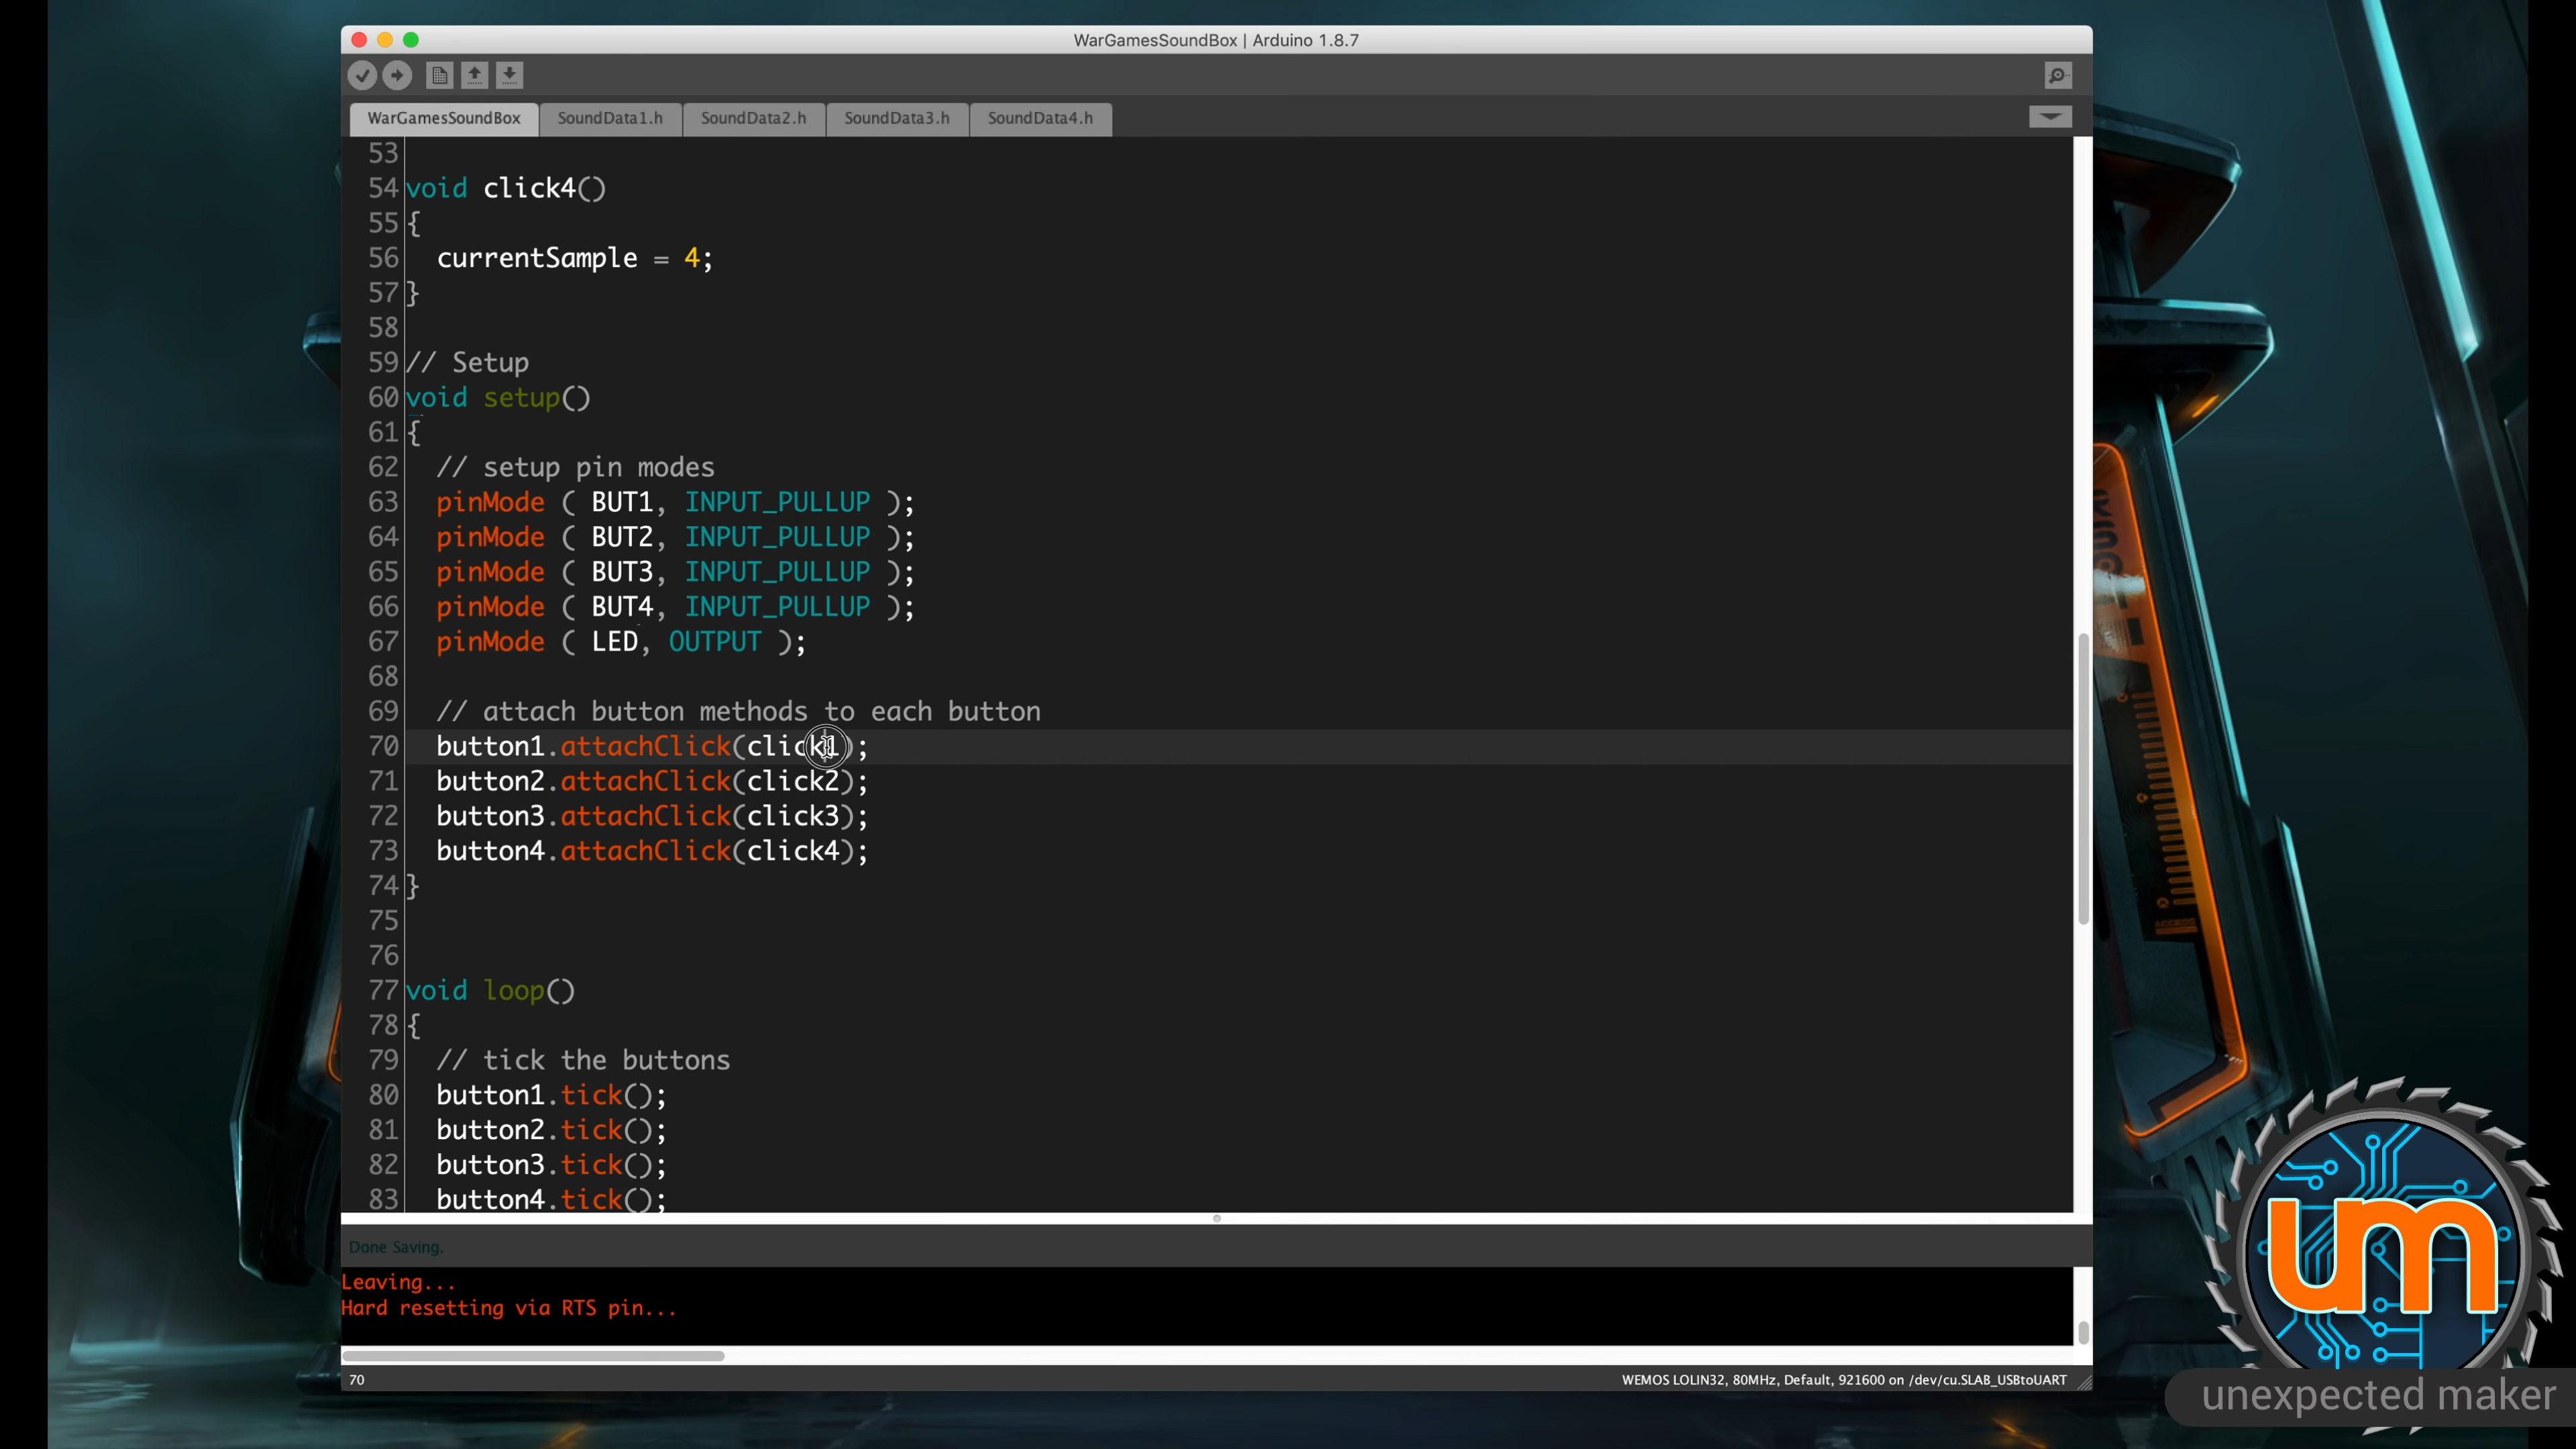 WarGamesSoundBox | Arduino 1.8.7
WarGamesSoundBox SoundData1.h SoundData2.h SoundData3.h SoundData4.h
53
54 void click4()
55 {
56 currentSample = 4;
57 }
58
59 // Setup
60 void setup()
61 {
62 // setup pin modes
63 pinMode ( BUT1, INPUT_PULLUP );
64 pinMode ( BUT2, INPUT_PULLUP );
65 pinMode ( BUT3, INPUT_PULLUP );
66 pinMode ( BUT4, INPUT_PULLUP );
67 pinMode ( LED, OUTPUT );
68
69 // attach button methods to each button
70 button1.attachClick(click1);
71 button2.attachClick(click2);
72 button3.attachClick(click3);
73 button4.attachClick(click4);
74 }
75
76
77 void loop()
78 {
79 // tick the buttons
80 button1.tick();
81 button2.tick();
82 button3.tick();
83 button4.tick();
Done Saving.
Leaving...
Hard resetting via RTS pin...
70
WEMOS LOLIN32, 80MHz, Default, 921600 on /dev/cu.SLAB_USBtoUART
um
unexpected maker